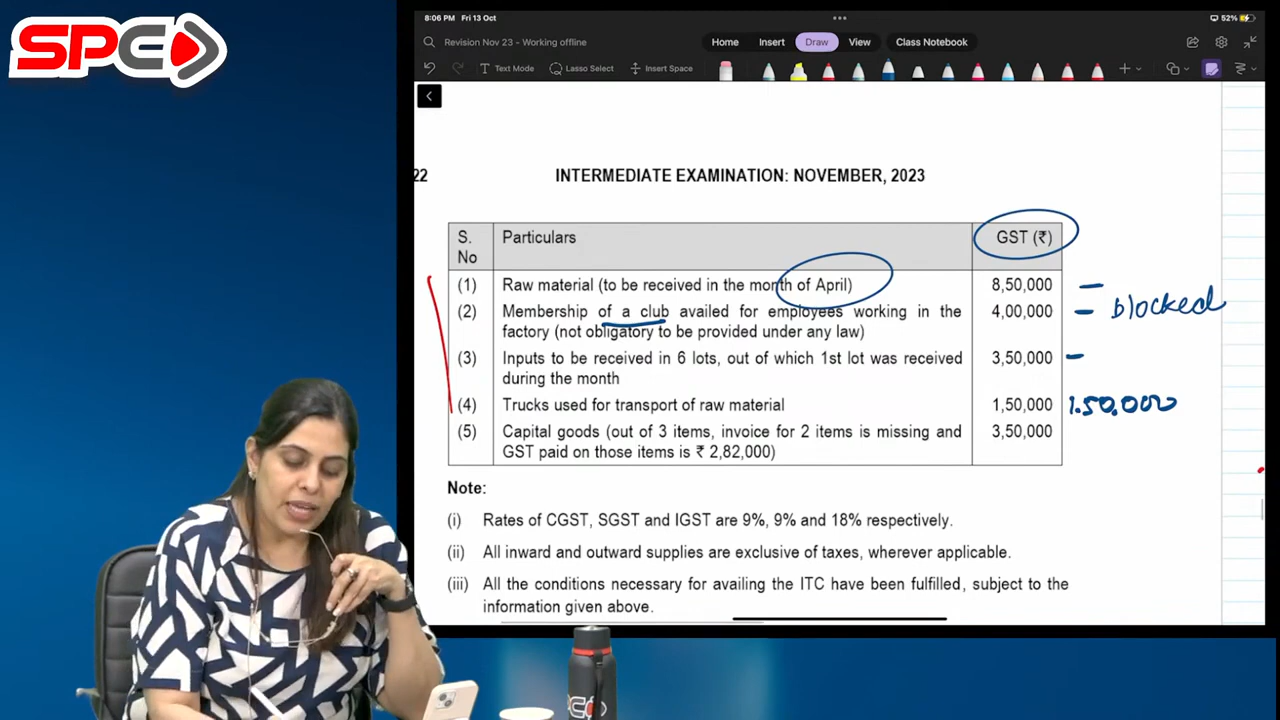 SPC
8:06 PM Fri 13 Oct
52%
Revision Nov 23 - Working offline
Home Insert Draw View Class Notebook
Text Mode Lasso Select Insert Space
22
INTERMEDIATE EXAMINATION: NOVEMBER, 2023
S. No Particulars GST (₹)
(1) Raw material (to be received in the month of April) 8,50,000 –
(2) Membership of a club availed for employees working in the 4,00,000 – blocked
factory (not obligatory to be provided under any law)
(3) Inputs to be received in 6 lots, out of which 1st lot was received 3,50,000 –
during the month
(4) Trucks used for transport of raw material 1,50,000 1.50.000
(5) Capital goods (out of 3 items, invoice for 2 items is missing and 3,50,000
GST paid on those items is ₹ 2,82,000)
Note:
(i) Rates of CGST, SGST and IGST are 9%, 9% and 18% respectively.
(ii) All inward and outward supplies are exclusive of taxes, wherever applicable.
(iii) All the conditions necessary for availing the ITC have been fulfilled, subject to the
information given above.